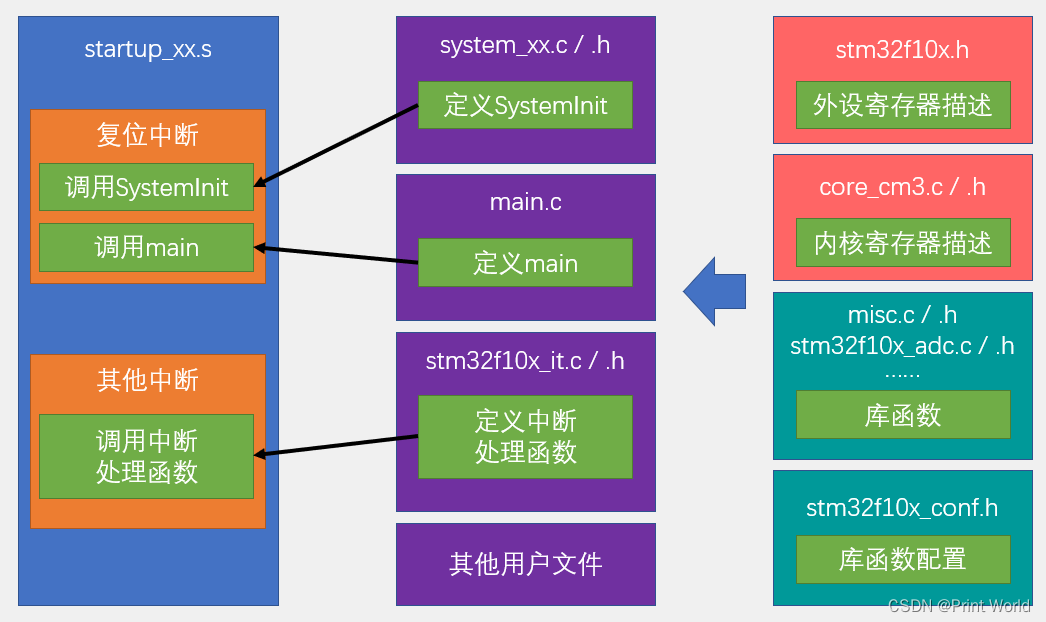 startup_xx.s
复位中断
调用SystemInit
调用main
其他中断
调用中断
处理函数
system_xx.c / .h
定义SystemInit
main.c
定义main
stm32f10x_it.c / .h
定义中断
处理函数
其他用户文件
stm32f10x.h
外设寄存器描述
core_cm3.c / .h
内核寄存器描述
misc.c / .h
stm32f10x_adc.c / .h
……
库函数
stm32f10x_conf.h
库函数配置
CSDN @Print World